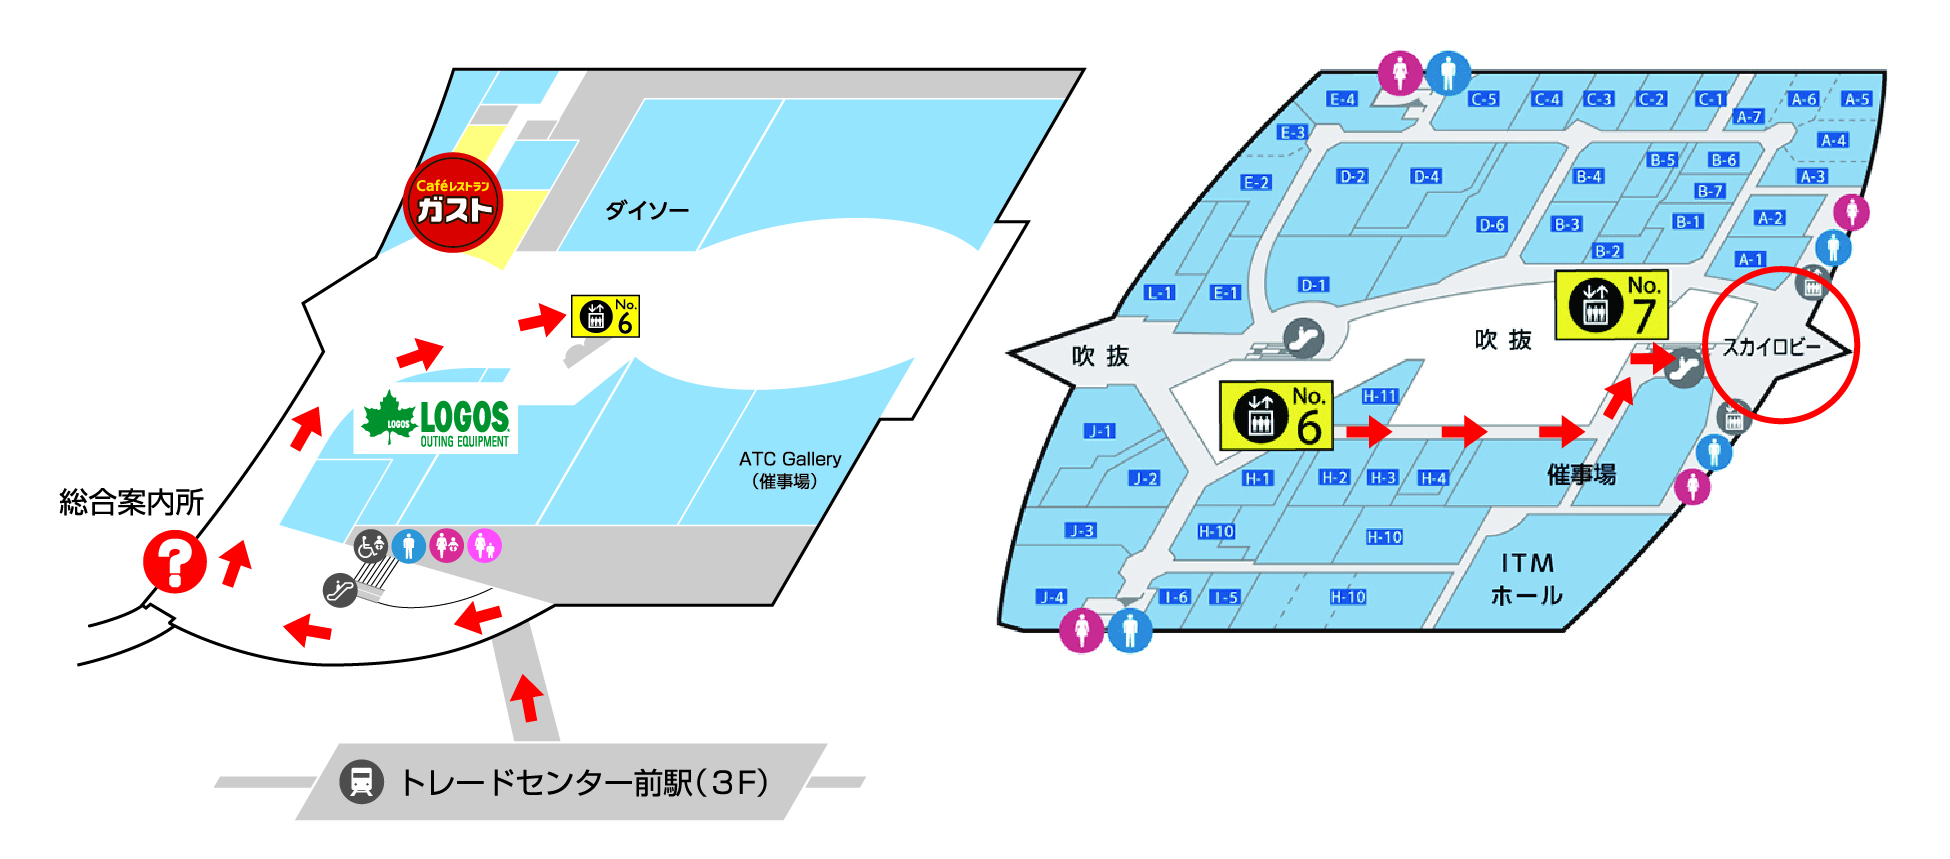 Caféレストラン
ガスト
ダイソー
No.
6
LOGOS
LOGOS
OUTING EQUIPMENT
ATC Gallery
(催事場)
総合案内所
?
トレードセンター前駅(3F)
E-4
C-5
C-4
C-3
C-2
C-1
A-7
A-6
A-5
E-3
A-4
E-2
D-2
D-4
B-4
B-5
B-6
A-3
B-7
D-6
B-3
B-1
A-2
B-2
A-1
L-1
E-1
D-1
No.
7
吹抜
吹抜
スカイロビー
No.
6
H-11
J-1
J-2
H-1
H-2
H-3
H-4
催事場
J-3
H-10
H-10
ITM
ホール
J-4
I-6
I-5
H-10